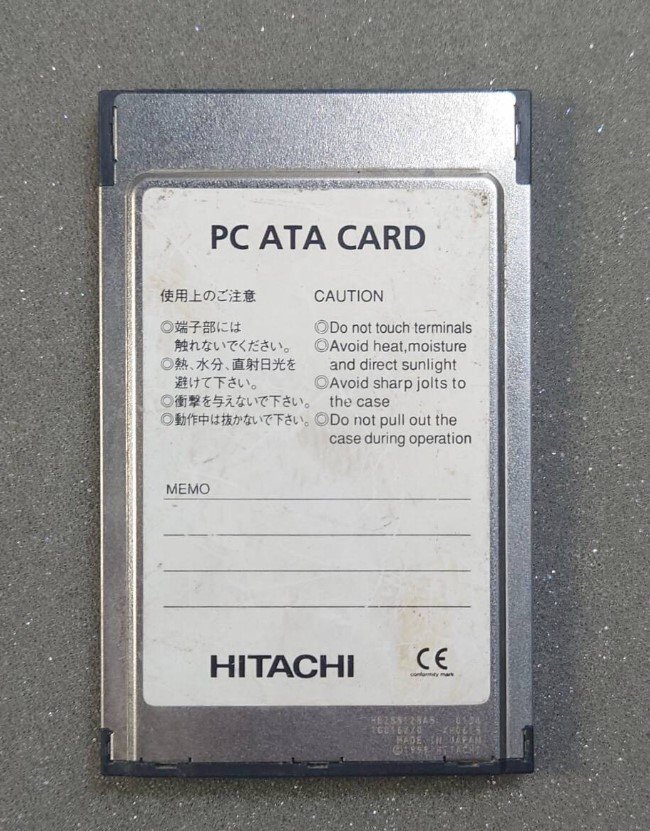 PC ATA CARD
使用上のご注意
◎端子部には
触れないでください。
◎熱、水分、直射日光を
避けて下さい。
◎衝撃を与えないで下さい。
◎動作中は抜かないで下さい。
CAUTION
◎Do not touch terminals
◎Avoid heat,moisture
and direct sunlight
◎Avoid sharp jolts to
the case
◎Do not pull out the
case during operation
MEMO
HITACHI
CE
conformity mark
MADE IN JAPAN
HITACHI